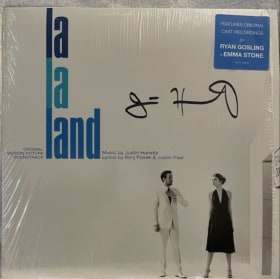 la
la
land
ORIGINAL
MOTION PICTURE
SOUNDTRACK
Music by Justin Hurwitz
Lyrics by Benj Pasek & Justin Paul
FEATURES ORIGINAL
CAST RECORDINGS
BY
RYAN GOSLING
& EMMA STONE